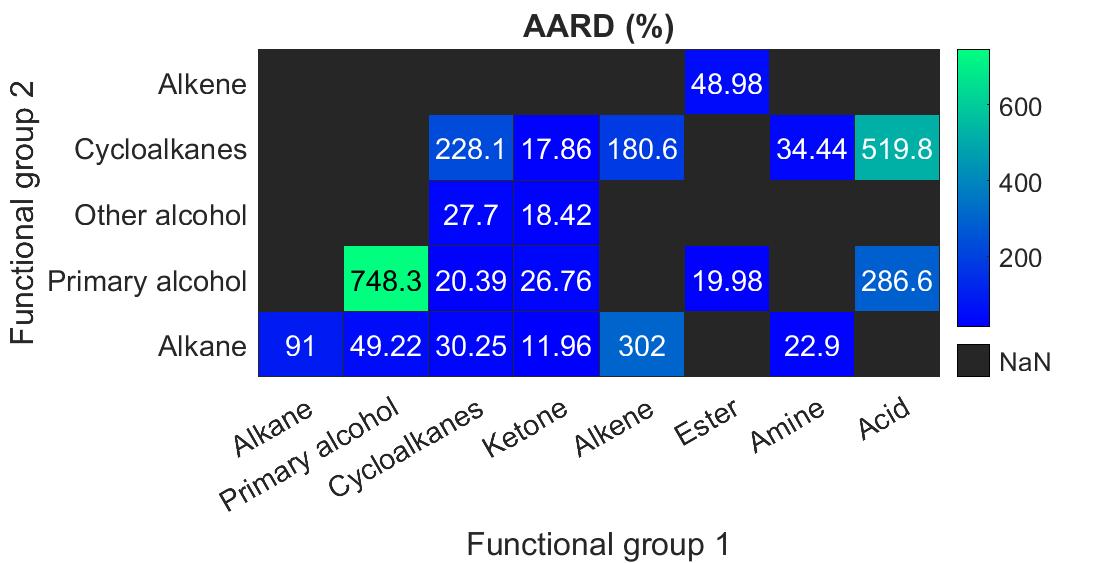 AARD (%)
Functional group 2
Alkene
48.98
Cycloalkanes
228.1 17.86 180.6 34.44 519.8
Other alcohol
27.7 18.42
Primary alcohol
748.3 20.39 26.76 19.98 286.6
Alkane
91 49.22 30.25 11.96 302 22.9
600
400
200
NaN
Alkane
Primary alcohol
Cycloalkanes
Ketone
Alkene
Ester
Amine
Acid
Functional group 1